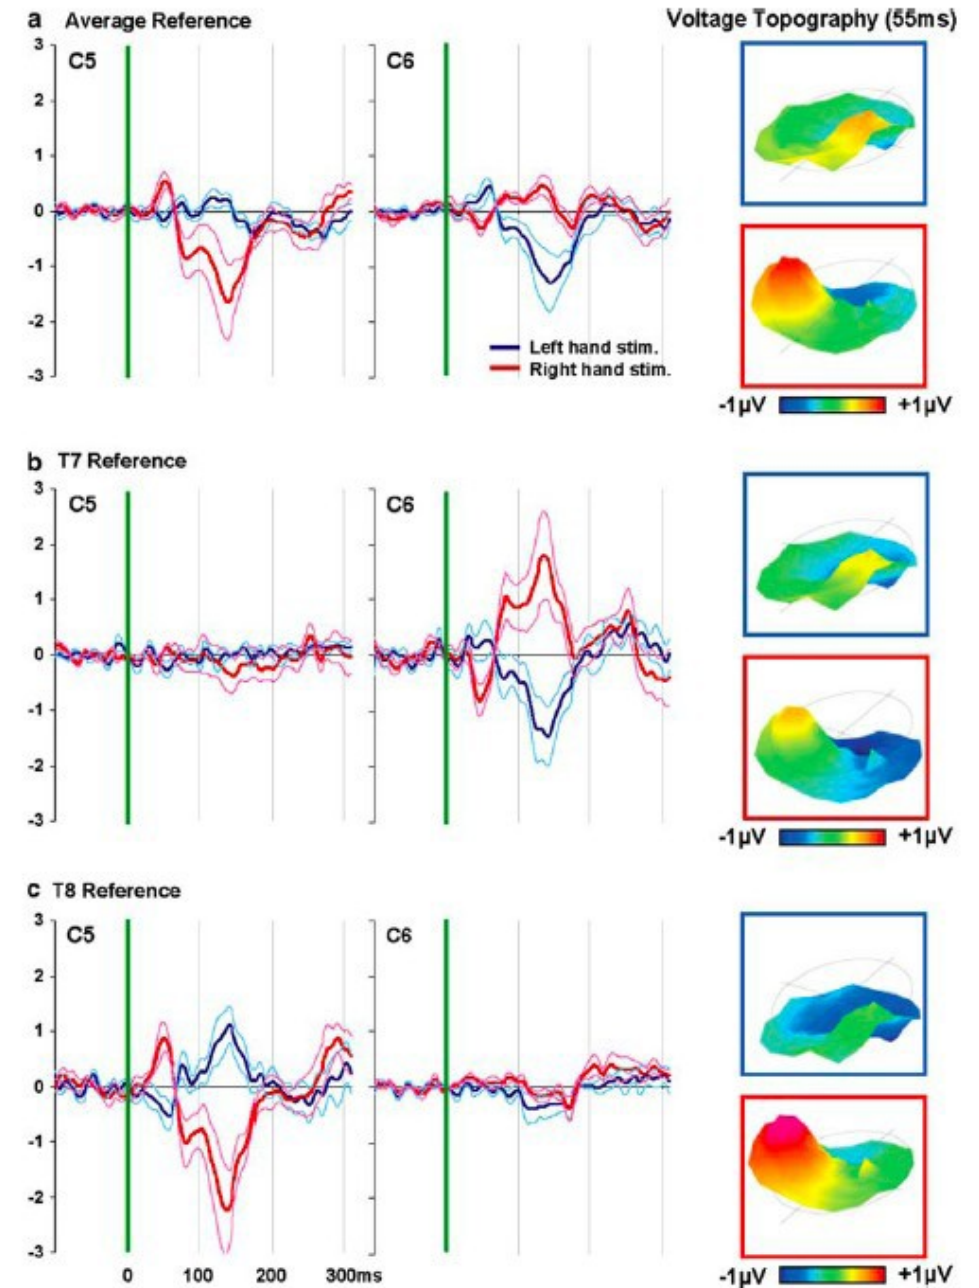 a Average Reference
Voltage Topography (55ms)
C5
C6
3
2
1
0
-1
-2
-3
Left hand stim.
Right hand stim.
-1µV
+1µV
b T7 Reference
C5
C6
3
2
1
0
-1
-2
-3
-1µV
+1µV
c T8 Reference
C5
C6
3
2
1
0
-1
-2
-3
0 100 200 300ms
-1µV
+1µV